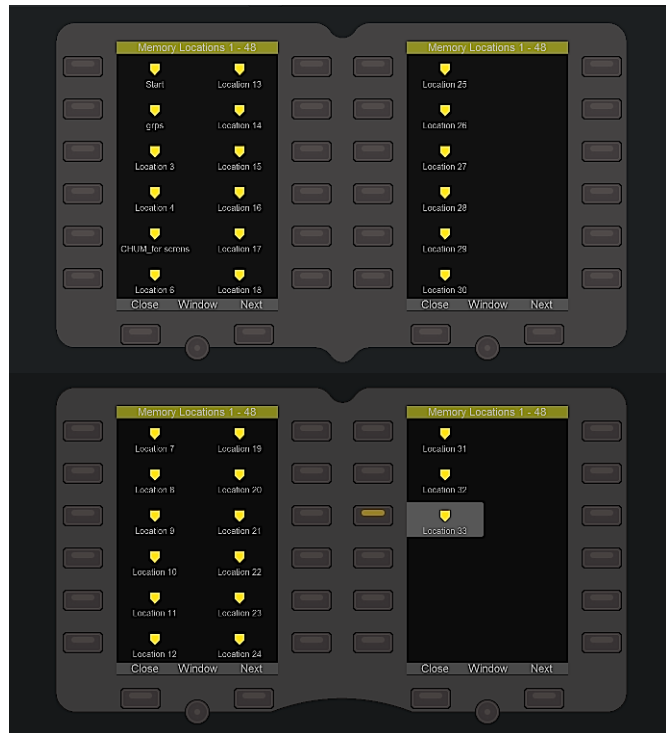 Memory Locations 1 - 48
Start
Location 13
grps
Location 14
Location 3
Location 15
Location 4
Location 16
CHUM_for screns
Location 17
Location 6
Location 18
Close Window Next
Memory Locations 1 - 48
Location 25
Location 26
Location 27
Location 28
Location 29
Location 30
Close Window Next
Memory Locations 1 - 48
Location 7
Location 19
Location 8
Location 20
Location 9
Location 21
Location 10
Location 22
Location 11
Location 23
Location 12
Location 24
Close Window Next
Memory Locations 1 - 48
Location 31
Location 32
Location 33
Close Window Next